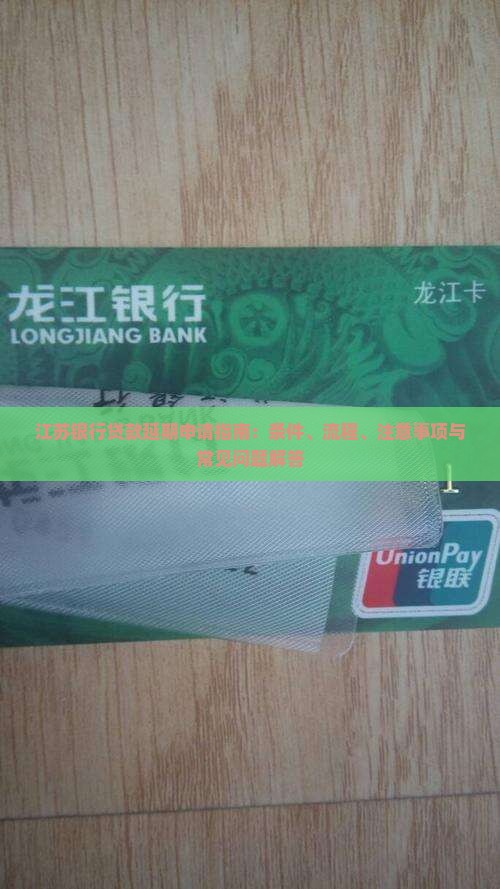 龙江银行
LONGJIANG BANK
龙江卡
江苏银行贷款延期申请指南：条件、流程、注意事项与
常见问题解答
1
UnionPay
银联